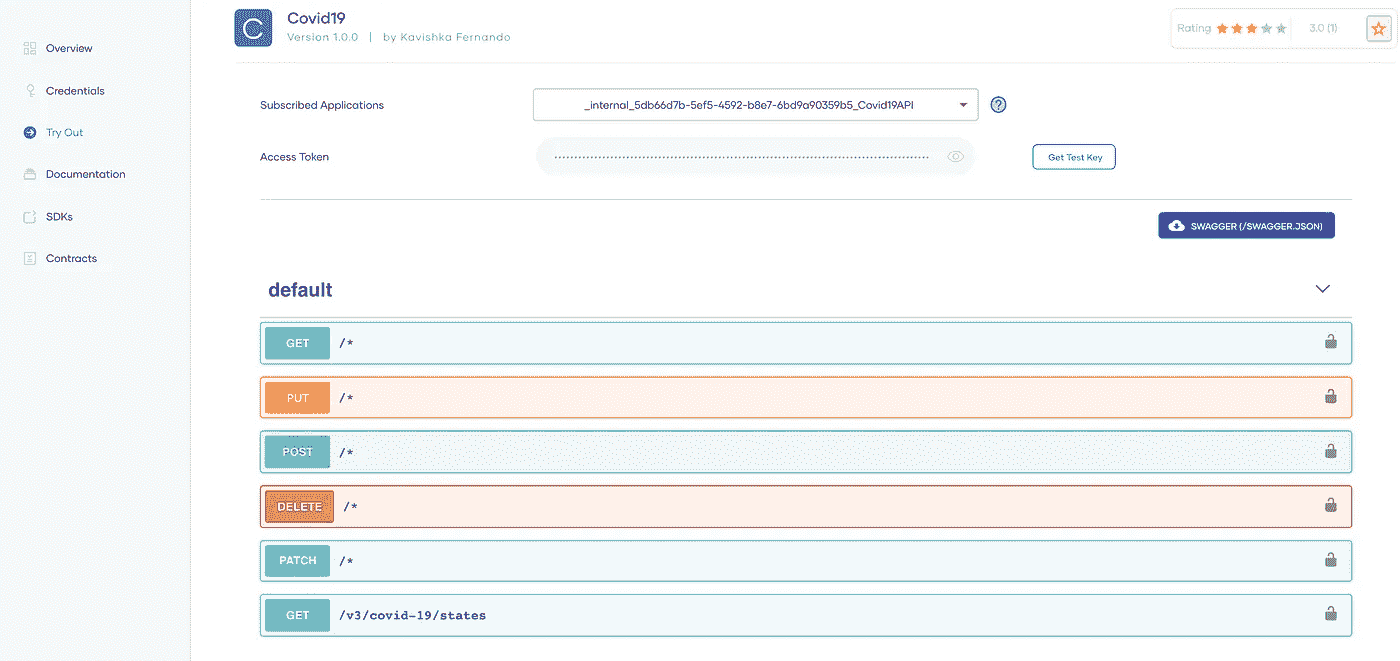 Covid19
Version 1.0.0 | by Kavishka Fernando
Rating 3.0 (1)
Overview
Credentials
Try Out
Documentation
SDKs
Contracts
Subscribed Applications
_internal_5db66d7b-5ef5-4592-b8e7-6bd9a90359b5_Covid19API
Access Token
Get Test Key
SWAGGER (/SWAGGER.JSON)
default
GET /*
PUT /*
POST /*
DELETE /*
PATCH /*
GET /v3/covid-19/states